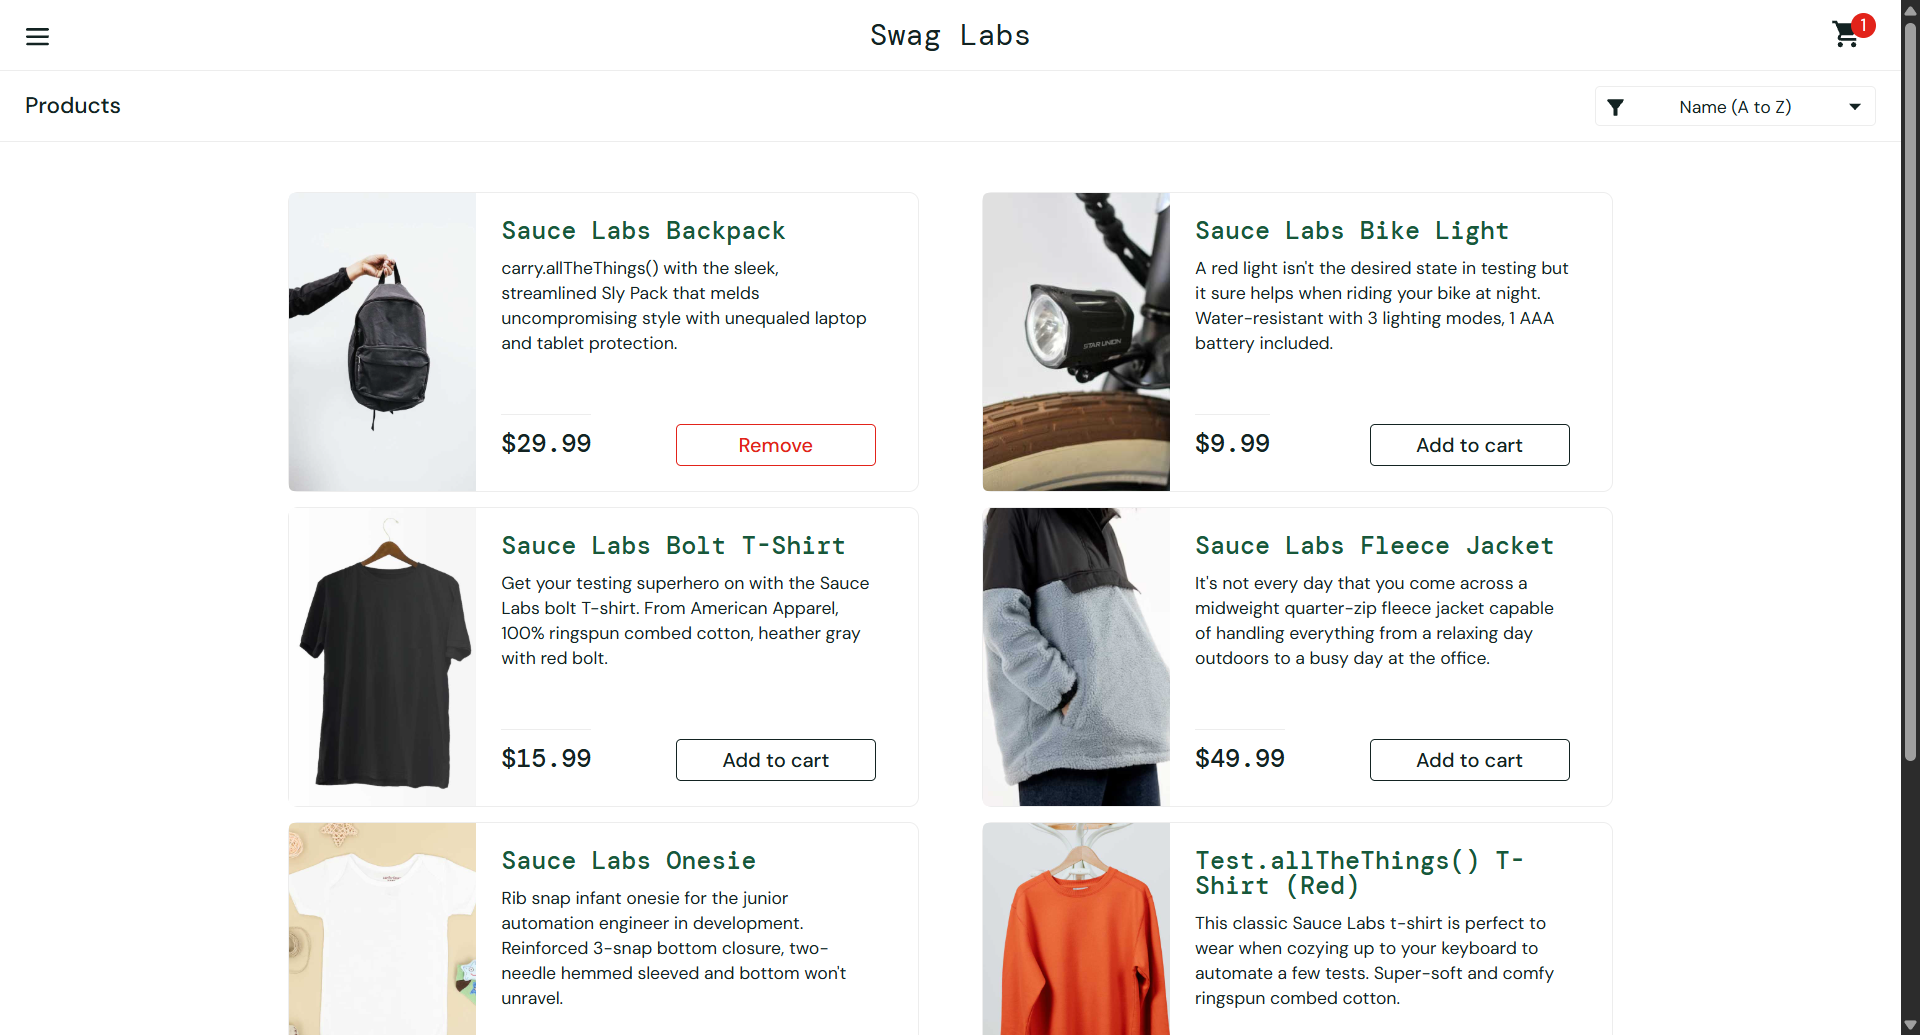 Swag Labs
1
Products
Name (A to Z)
Sauce Labs Backpack
carry.allTheThings() with the sleek,
streamlined Sly Pack that melds
uncompromising style with unequaled laptop
and tablet protection.
$29.99
Remove
Sauce Labs Bike Light
A red light isn't the desired state in testing but
it sure helps when riding your bike at night.
Water-resistant with 3 lighting modes, 1 AAA
battery included.
STAR UNION
$9.99
Add to cart
Sauce Labs Bolt T-Shirt
Get your testing superhero on with the Sauce
Labs bolt T-shirt. From American Apparel,
100% ringspun combed cotton, heather gray
with red bolt.
$15.99
Add to cart
Sauce Labs Fleece Jacket
It's not every day that you come across a
midweight quarter-zip fleece jacket capable
of handling everything from a relaxing day
outdoors to a busy day at the office.
$49.99
Add to cart
Sauce Labs Onesie
Rib snap infant onesie for the junior
automation engineer in development.
Reinforced 3-snap bottom closure, two-
needle hemmed sleeved and bottom won't
unravel.
Test.allTheThings() T-
Shirt (Red)
This classic Sauce Labs t-shirt is perfect to
wear when cozying up to your keyboard to
automate a few tests. Super-soft and comfy
ringspun combed cotton.